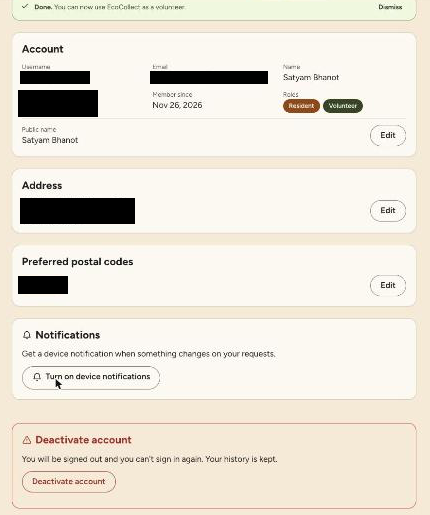 Done. You can now use EcoCollect as a volunteer.
Dismiss
Account
Username
Email
Name
Satyam Bhanot
Member since
Nov 26, 2026
Roles
Resident
Volunteer
Public name
Satyam Bhanot
Edit
Address
Edit
Preferred postal codes
Edit
Notifications
Get a device notification when something changes on your requests.
Turn on device notifications
Deactivate account
You will be signed out and you can't sign in again. Your history is kept.
Deactivate account